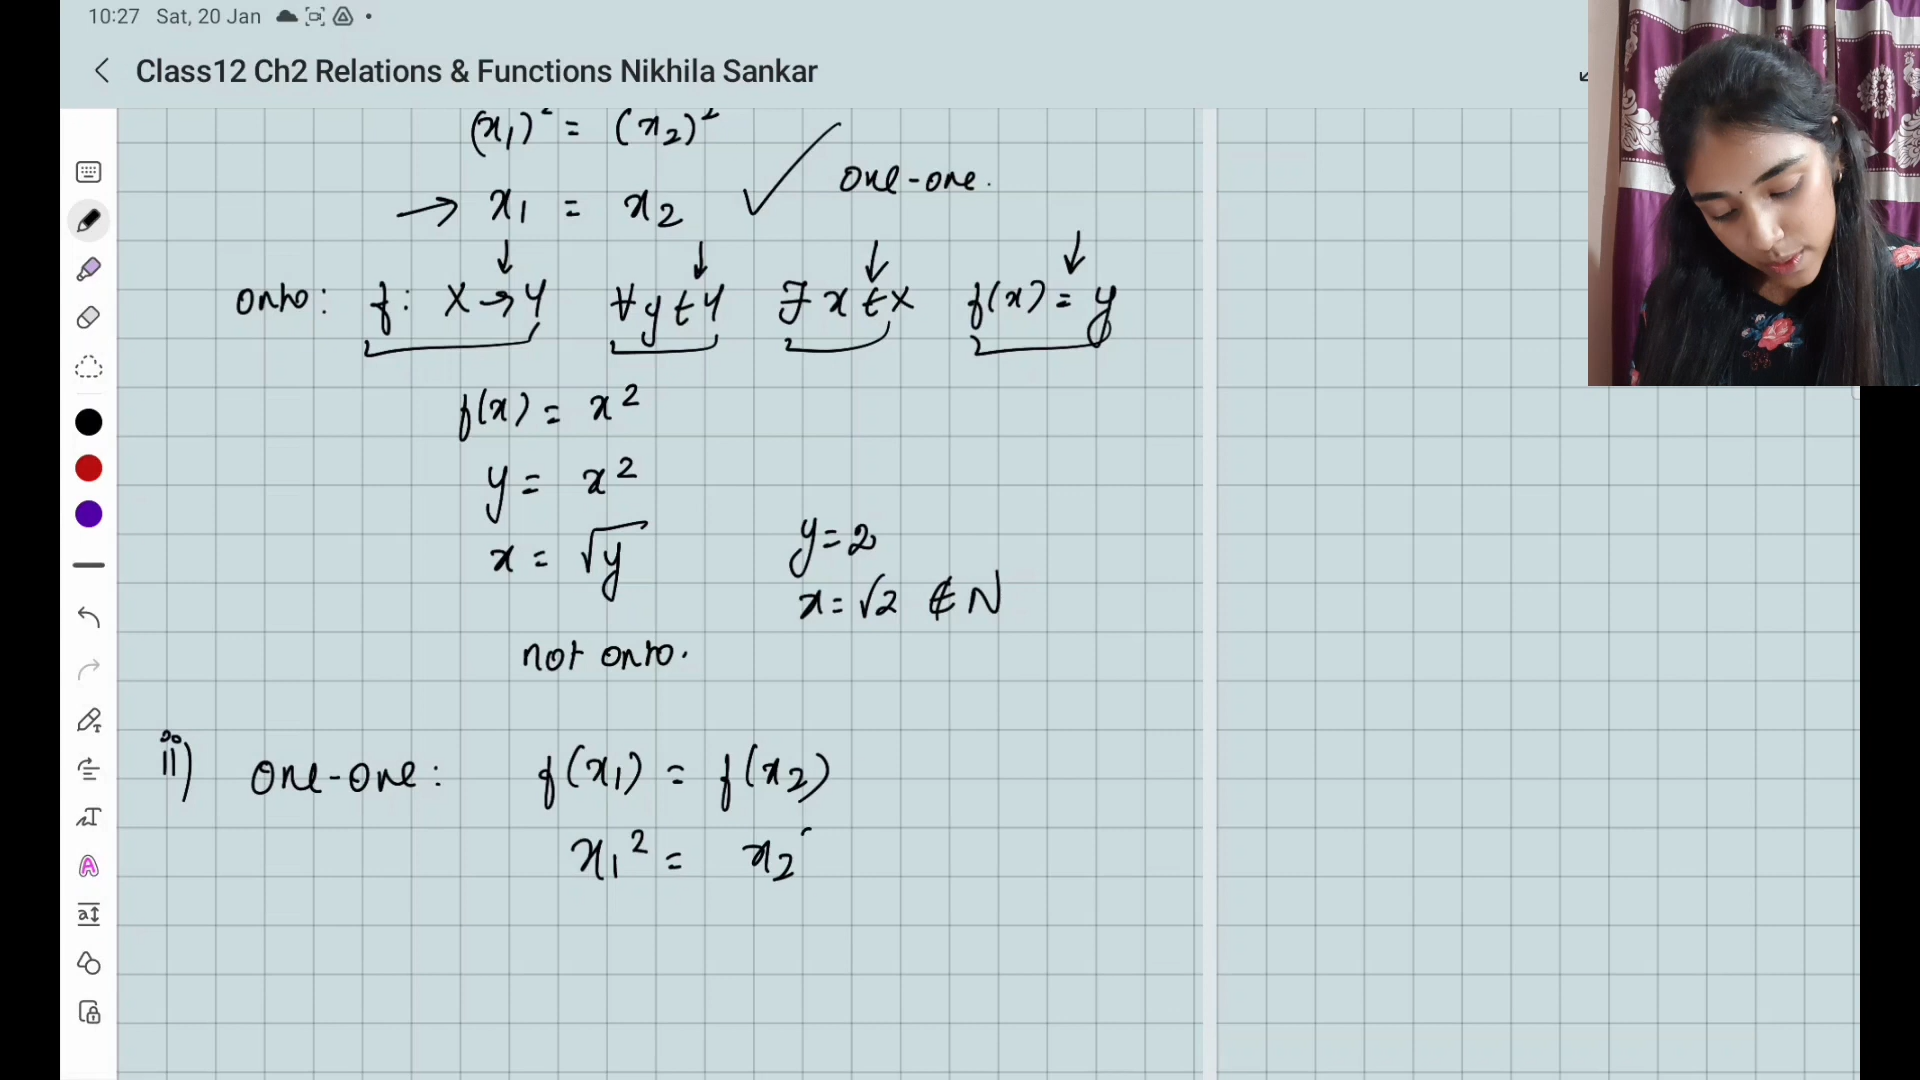 10:27 Sat, 20 Jan
Class12 Ch2 Relations & Functions Nikhila Sankar
(x₁)² = (x₂)²
→ x₁ = x₂ ✓ one-one.
onto: f: X→Y ∀ y ∈ Y ∃ x ∈ X f(x) = y
f(x) = x²
y = x²
x = √y
y = 2
x = √2 ∉ N
not onto.
ii) one-one: f(x₁) = f(x₂)
x₁² = x₂